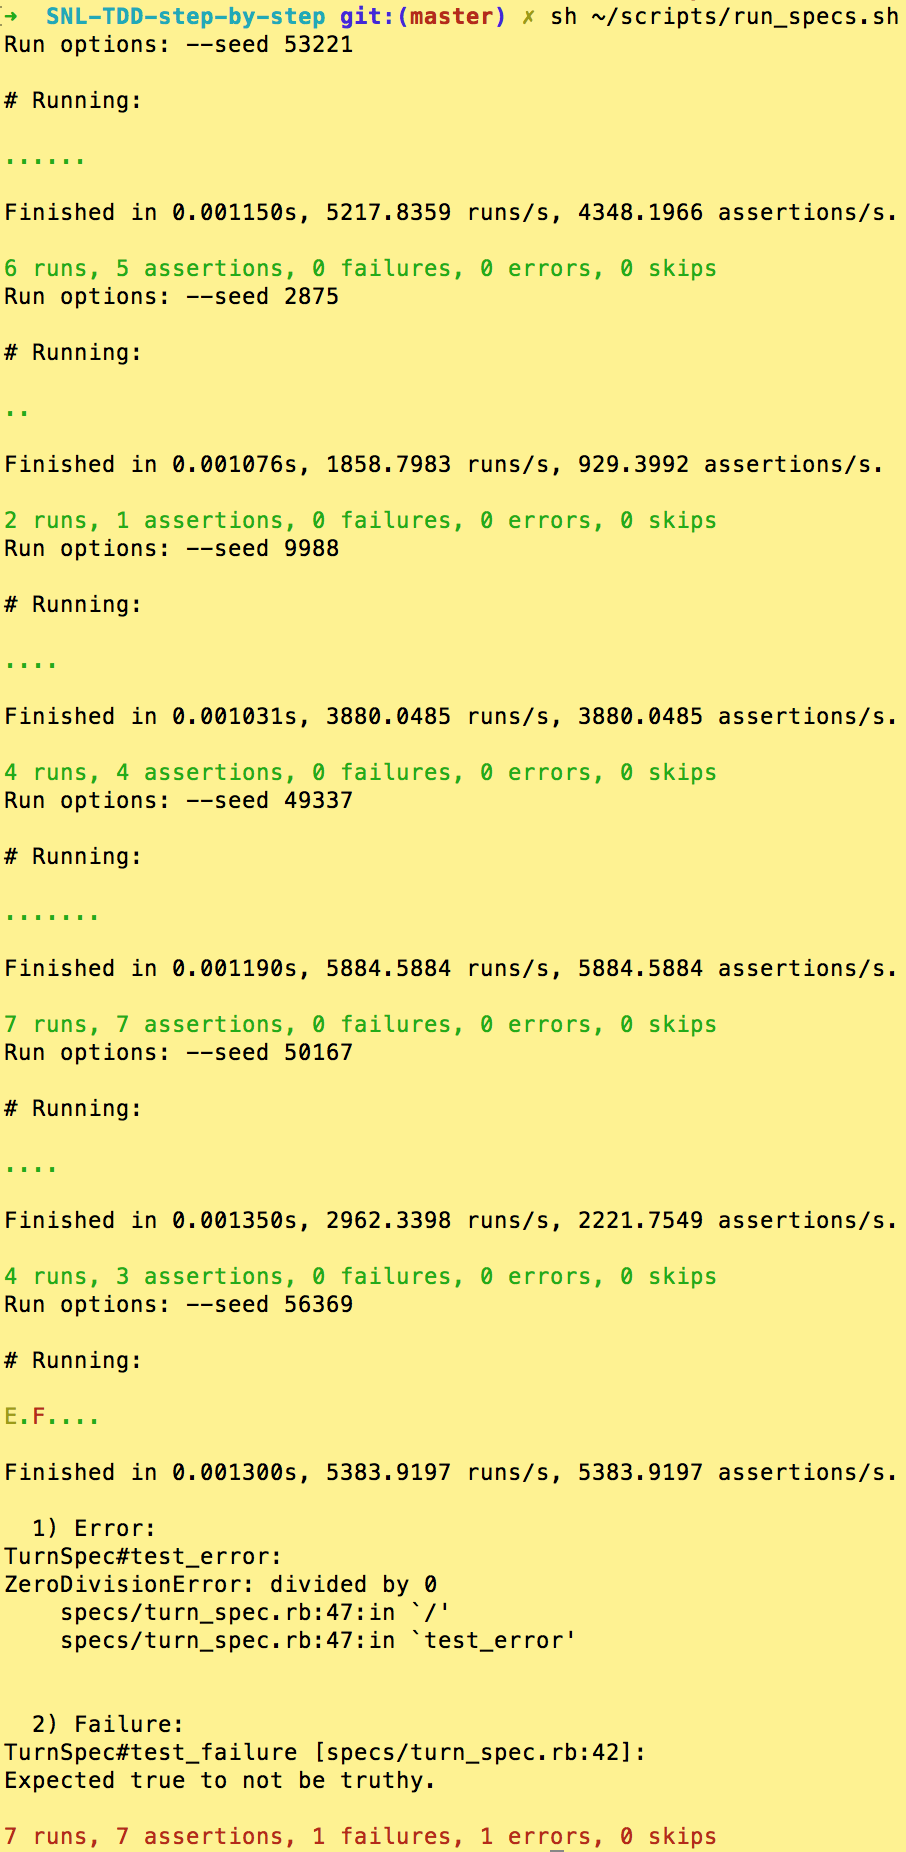 ➜  SNL-TDD-step-by-step git:(master) ✗ sh ~/scripts/run_specs.sh
Run options: --seed 53221
# Running:
......
Finished in 0.001150s, 5217.8359 runs/s, 4348.1966 assertions/s.
6 runs, 5 assertions, 0 failures, 0 errors, 0 skips
Run options: --seed 2875
# Running:
..
Finished in 0.001076s, 1858.7983 runs/s, 929.3992 assertions/s.
2 runs, 1 assertions, 0 failures, 0 errors, 0 skips
Run options: --seed 9988
# Running:
....
Finished in 0.001031s, 3880.0485 runs/s, 3880.0485 assertions/s.
4 runs, 4 assertions, 0 failures, 0 errors, 0 skips
Run options: --seed 49337
# Running:
.......
Finished in 0.001190s, 5884.5884 runs/s, 5884.5884 assertions/s.
7 runs, 7 assertions, 0 failures, 0 errors, 0 skips
Run options: --seed 50167
# Running:
....
Finished in 0.001350s, 2962.3398 runs/s, 2221.7549 assertions/s.
4 runs, 3 assertions, 0 failures, 0 errors, 0 skips
Run options: --seed 56369
# Running:
E.F....
Finished in 0.001300s, 5383.9197 runs/s, 5383.9197 assertions/s.
  1) Error:
TurnSpec#test_error:
ZeroDivisionError: divided by 0
    specs/turn_spec.rb:47:in `/'
    specs/turn_spec.rb:47:in `test_error'
  2) Failure:
TurnSpec#test_failure [specs/turn_spec.rb:42]:
Expected true to not be truthy.
7 runs, 7 assertions, 1 failures, 1 errors, 0 skips